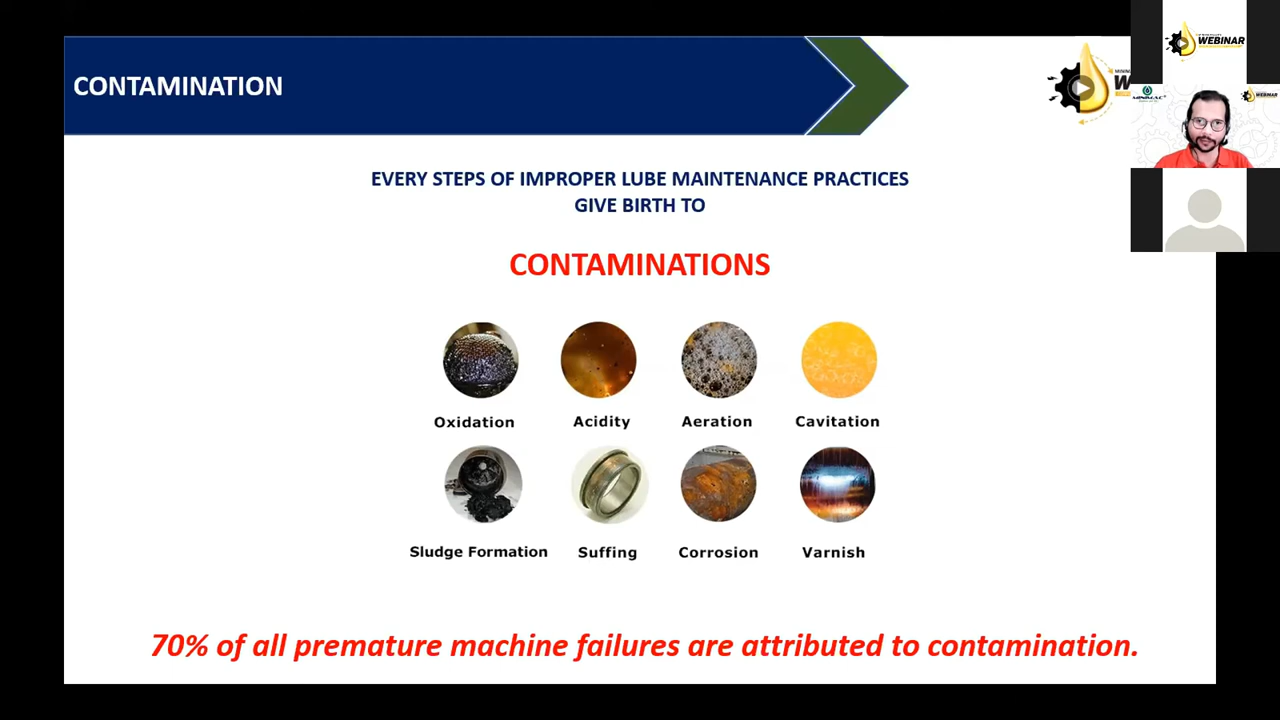 CONTAMINATION
WEBINAR
WEBINAR
EVERY STEPS OF IMPROPER LUBE MAINTENANCE PRACTICES
GIVE BIRTH TO
CONTAMINATIONS
Oxidation
Acidity
Aeration
Cavitation
Sludge Formation
Suffing
Corrosion
Varnish
70% of all premature machine failures are attributed to contamination.